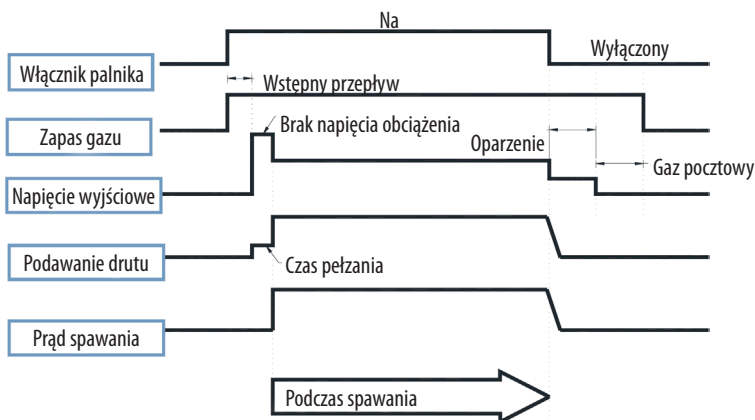 Na
Wyłączony
Włącznik palnika
Wstępny przepływ
Zapas gazu
Brak napięcia obciążenia
Oparzenie
Gaz pocztowy
Napięcie wyjściowe
Podawanie drutu
Czas pełzania
Prąd spawania
Podczas spawania